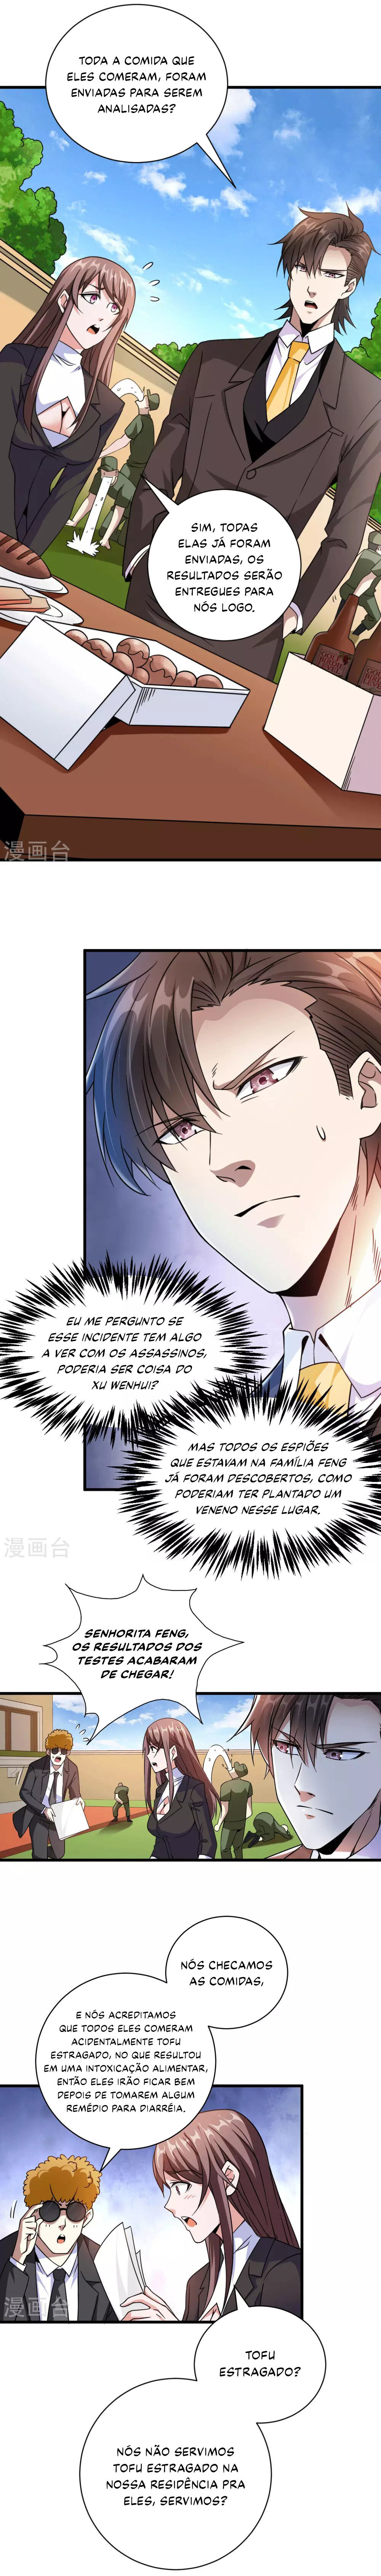 TODA A COMIDA QUE
ELES COMERAM, FORAM
ENVIADAS PARA SEREM
ANALISADAS?
SIM, TODAS
ELAS JÁ FORAM
ENVIADAS, OS
RESULTADOS SERÃO
ENTREGUES PARA
NÓS LOGO.
漫画台
EU ME PERGUNTO SE
ESSE INCIDENTE TEM ALGO
A VER COM OS ASSASSINOS,
PODERIA SER COISA DO
XU WENHUI?
MAS TODOS OS ESPIÕES
QUE ESTAVAM NA FAMÍLIA FENG
JÁ FORAM DESCOBERTOS, COMO
PODERIAM TER PLANTADO UM
VENENO NESSE LUGAR.
漫画台
SENHORITA FENG,
OS RESULTADOS DOS
TESTES ACABARAM
DE CHEGAR!
NÓS CHECAMOS
AS COMIDAS,
E NÓS ACREDITAMOS
QUE TODOS ELES COMERAM
ACIDENTALMENTE TOFU
ESTRAGADO, NO QUE RESULTOU
EM UMA INTOXICAÇÃO ALIMENTAR,
ENTÃO ELES IRÃO FICAR BEM
DEPOIS DE TOMAREM ALGUM
REMÉDIO PARA DIARRÉIA.
漫画台
TOFU
ESTRAGADO?
NÓS NÃO SERVIMOS
TOFU ESTRAGADO NA
NOSSA RESIDÊNCIA PRA
ELES, SERVIMOS?